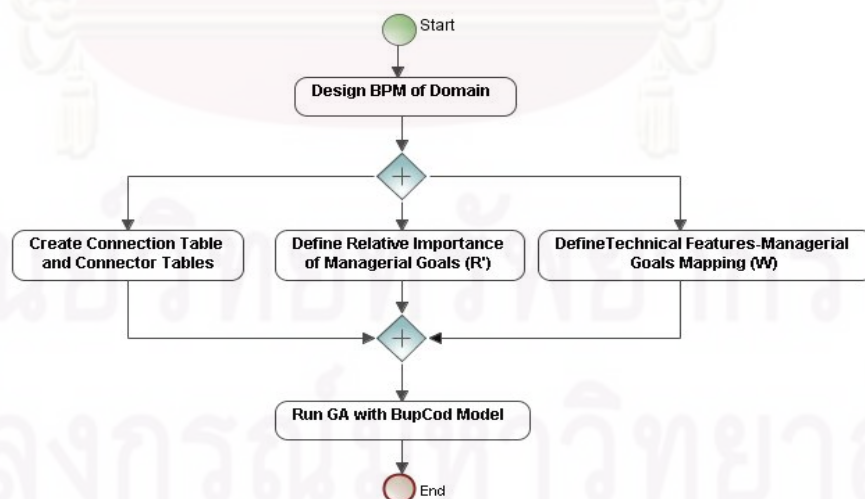 Start
Design BPM of Domain
Create Connection Table
and Connector Tables
Define Relative Importance
of Managerial Goals (R')
DefineTechnical Features-Managerial
Goals Mapping (W)
Run GA with BupCod Model
End